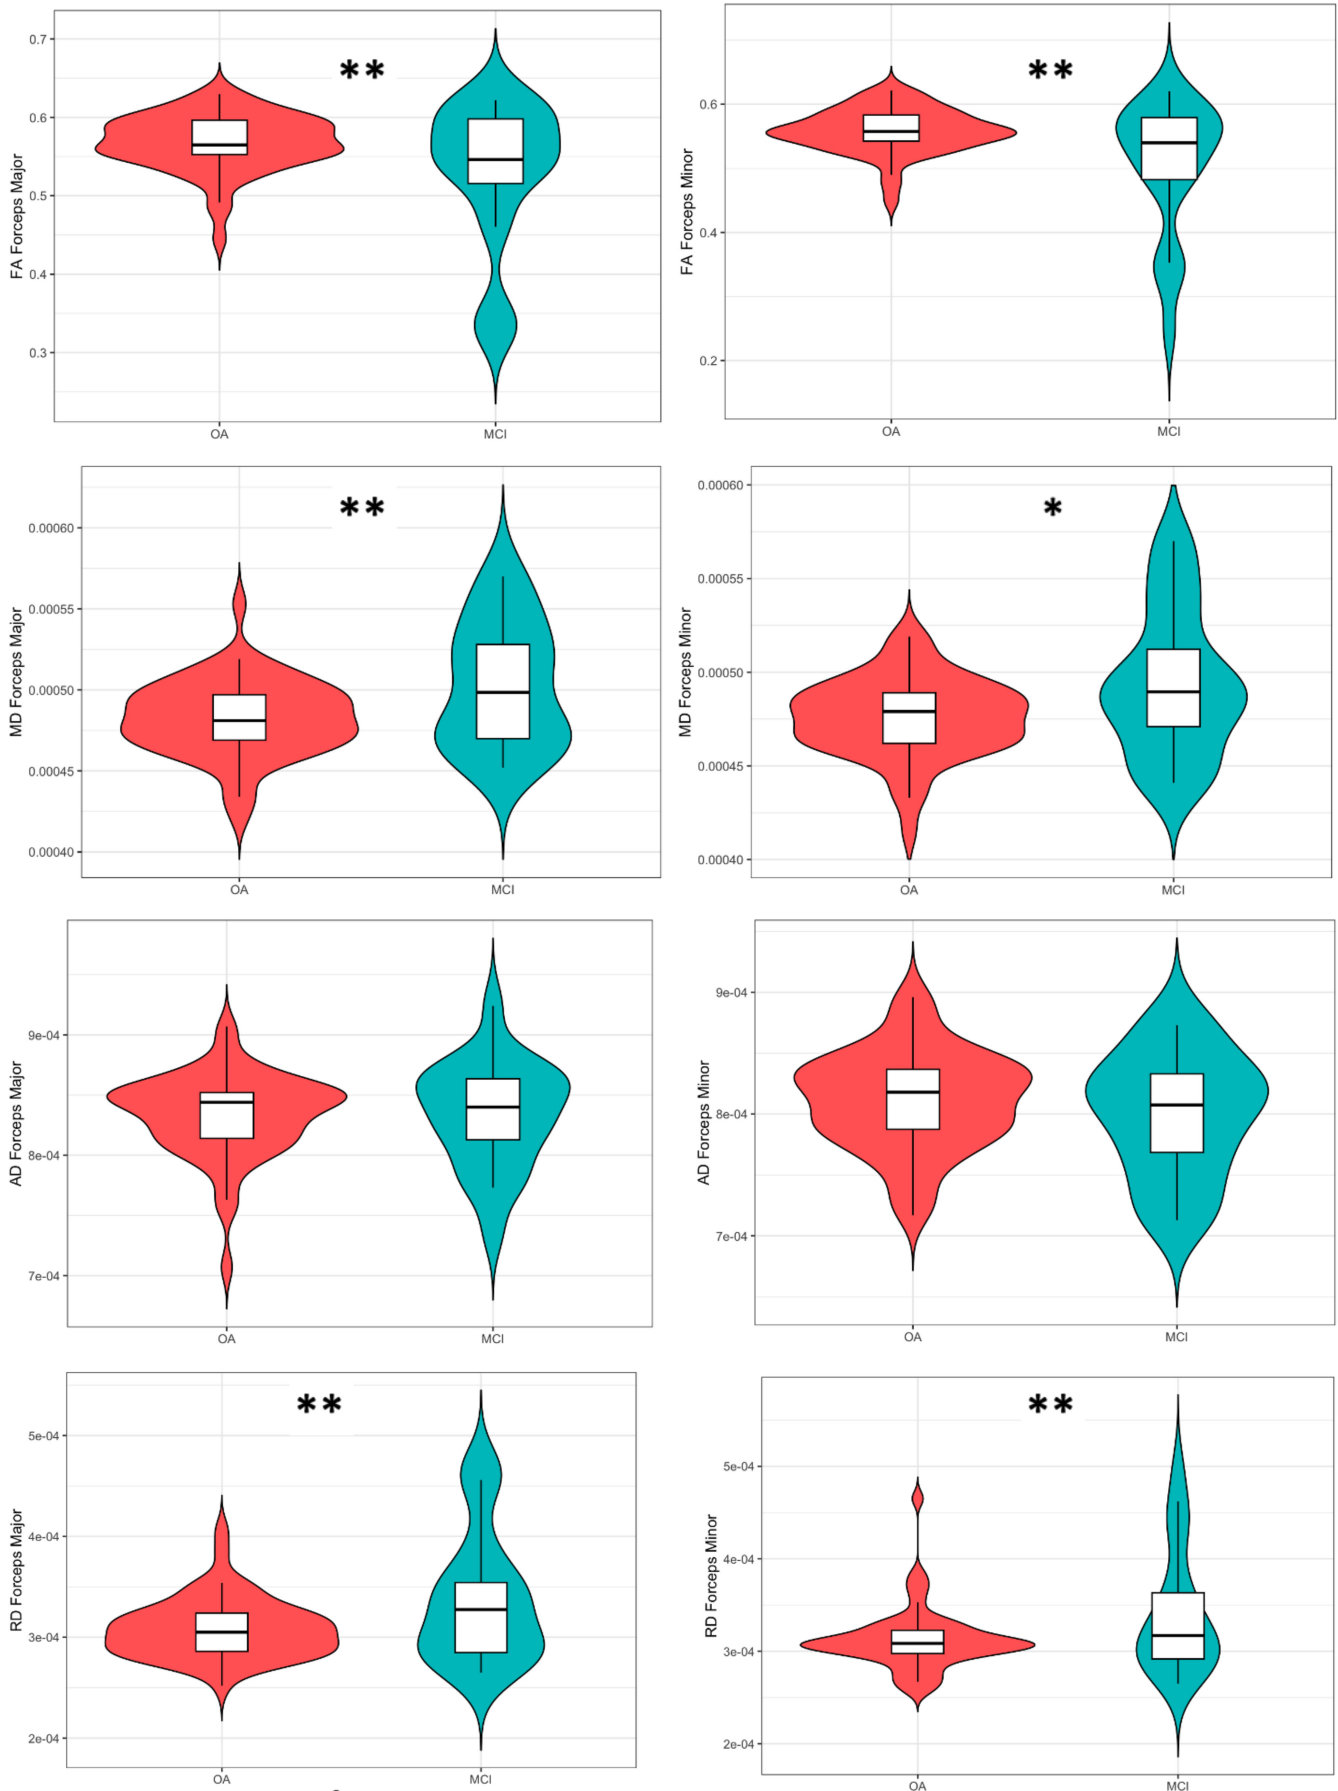 FA Forceps Major
0.7
0.6
0.5
0.4
0.3
**
OA
MCI
FA Forceps Minor
0.6
0.4
0.2
**
OA
MCI
MD Forceps Major
0.00060
0.00055
0.00050
0.00045
0.00040
**
OA
MCI
MD Forceps Minor
0.00060
0.00055
0.00050
0.00045
0.00040
*
OA
MCI
AD Forceps Major
9e-04
8e-04
7e-04
OA
MCI
AD Forceps Minor
9e-04
8e-04
7e-04
OA
MCI
RD Forceps Major
5e-04
4e-04
3e-04
2e-04
**
OA
MCI
RD Forceps Minor
5e-04
4e-04
3e-04
2e-04
**
OA
MCI